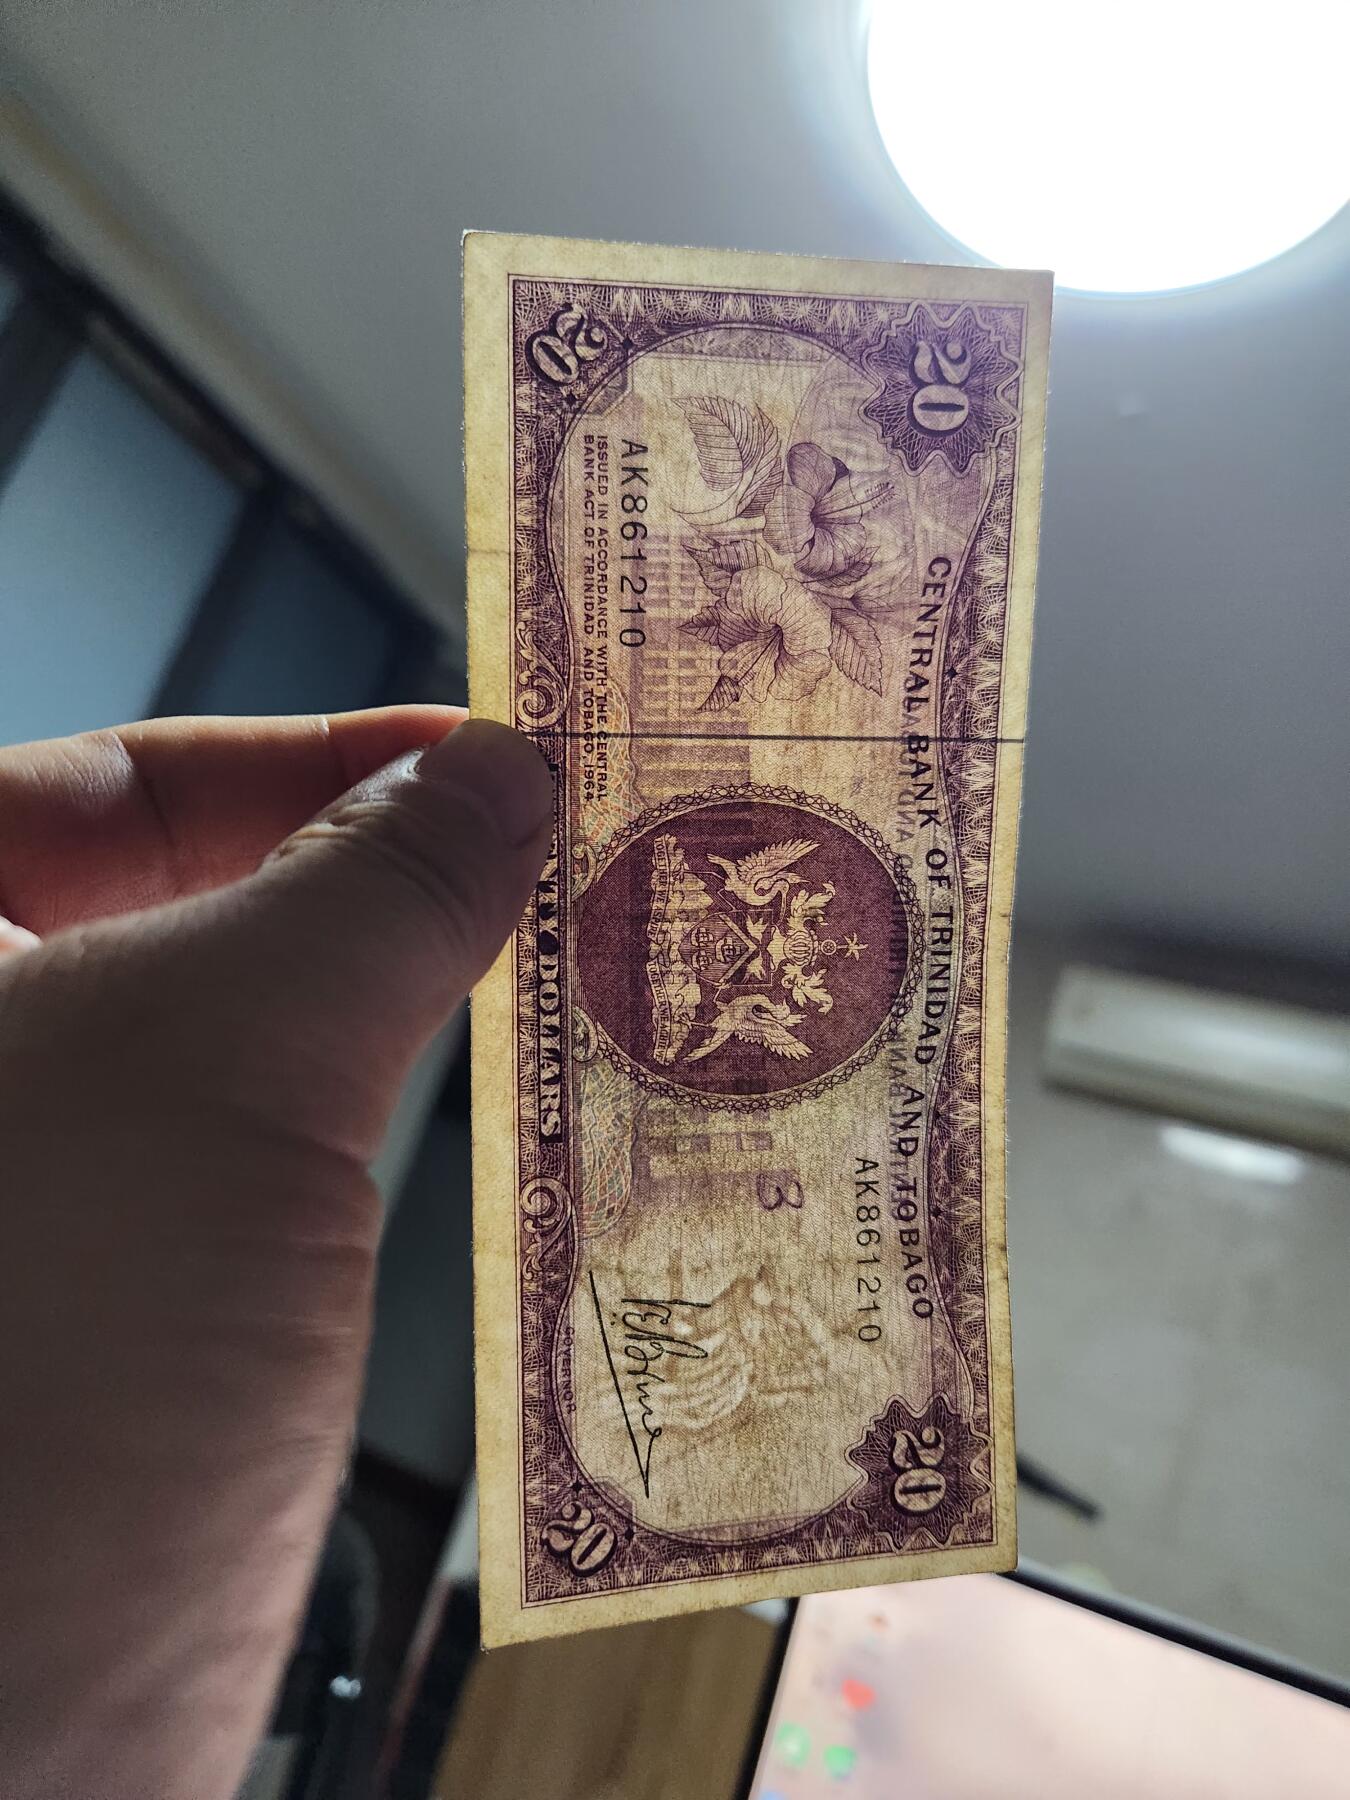 CENTRAL BANK OF TRINIDAD AND TOBAGO
20
20
AK861210
3
AK861210
ISSUED IN ACCORDANCE WITH THE CENTRAL
BANK ACT OF TRINIDAD AND TOBAGO, 1964.
GOVERNOR
20
DOLLARS
20